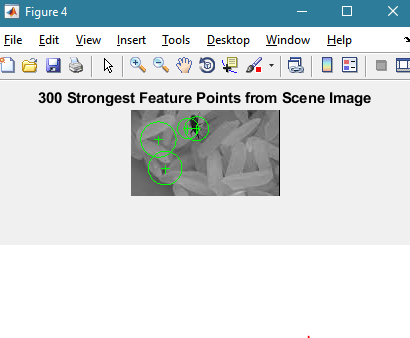 Figure 4
File Edit View Insert Tools Desktop Window Help
300 Strongest Feature Points from Scene Image